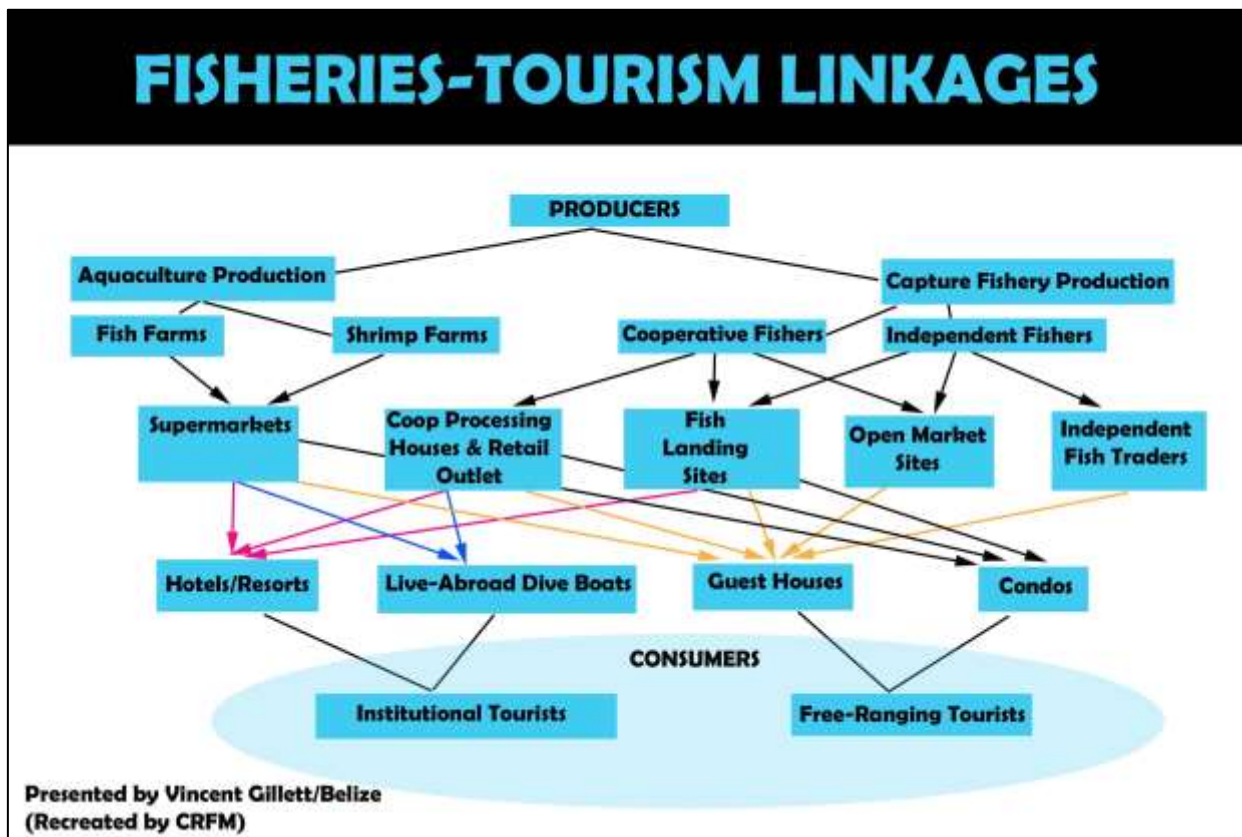 FISHERIES-TOURISM LINKAGES
PRODUCERS
Aquaculture Production
Capture Fishery Production
Fish Farms
Shrimp Farms
Cooperative Fishers
Independent Fishers
Supermarkets
Coop Processing
Houses & Retail
Outlet
Fish
Landing
Sites
Open Market
Sites
Independent
Fish Traders
Hotels/Resorts
Live-Abroad Dive Boats
Guest Houses
Condos
CONSUMERS
Institutional Tourists
Free-Ranging Tourists
Presented by Vincent Gillett/Belize
(Recreated by CRFM)